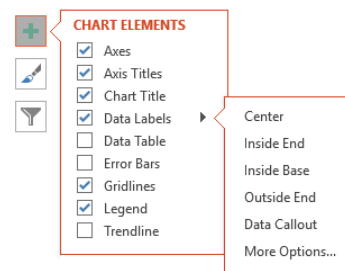 CHART ELEMENTS
Axes
Axis Titles
Chart Title
Data Labels
Data Table
Error Bars
Gridlines
Legend
Trendline
Center
Inside End
Inside Base
Outside End
Data Callout
More Options...